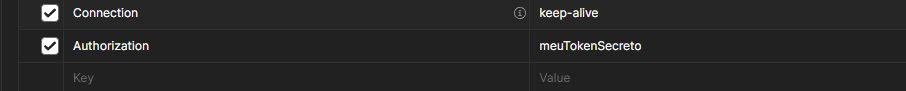 Connection keep-alive
Authorization meuTokenSecreto
Key Value